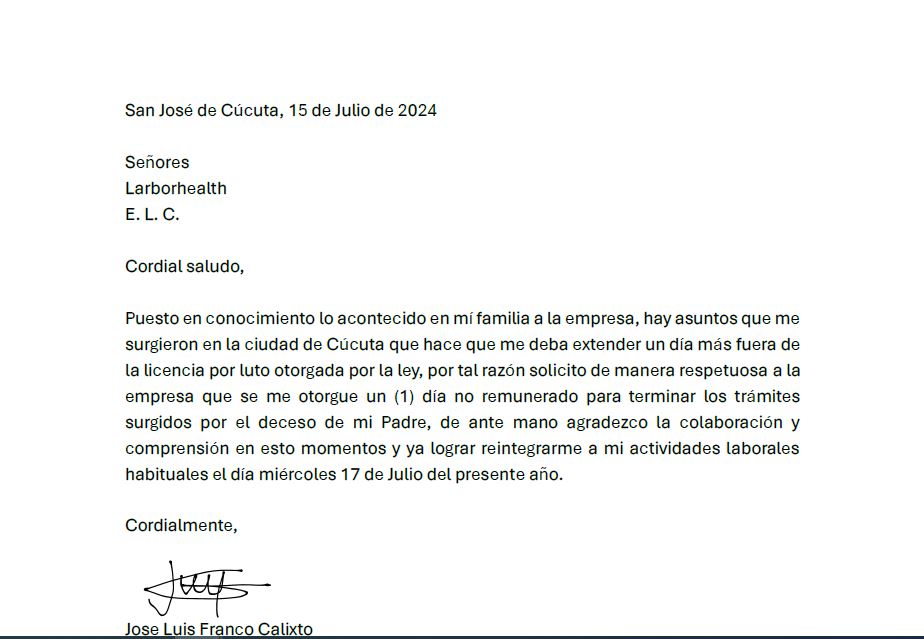 San José de Cúcuta, 15 de Julio de 2024
Señores
Larborhealth
E. L. C.
Cordial saludo,
Puesto en conocimiento lo acontecido en mí familia a la empresa, hay asuntos que me
surgieron en la ciudad de Cúcuta que hace que me deba extender un día más fuera de
la licencia por luto otorgada por la ley, por tal razón solicito de manera respetuosa a la
empresa que se me otorgue un (1) día no remunerado para terminar los trámites
surgidos por el deceso de mi Padre, de ante mano agradezco la colaboración y
comprensión en esto momentos y ya lograr reintegrarme a mi actividades laborales
habituales el día miércoles 17 de Julio del presente año.
Cordialmente,
Jose Luis Franco Calixto